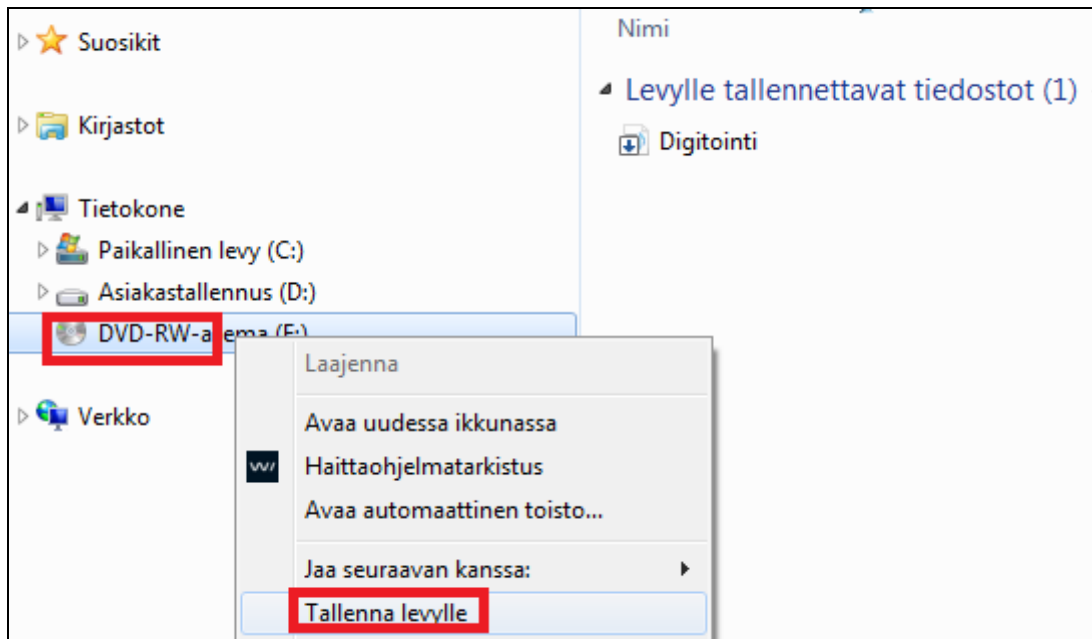 Suosikit
Kirjastot
Tietokone
Paikallinen levy (C:)
Asiakastallennus (D:)
DVD-RW-asema (E:)
Verkko
Nimi
Levylle tallennettavat tiedostot (1)
Digitointi
Laajenna
Avaa uudessa ikkunassa
Haittaohjelmatarkistus
Avaa automaattinen toisto...
Jaa seuraavan kanssa:
Tallenna levylle